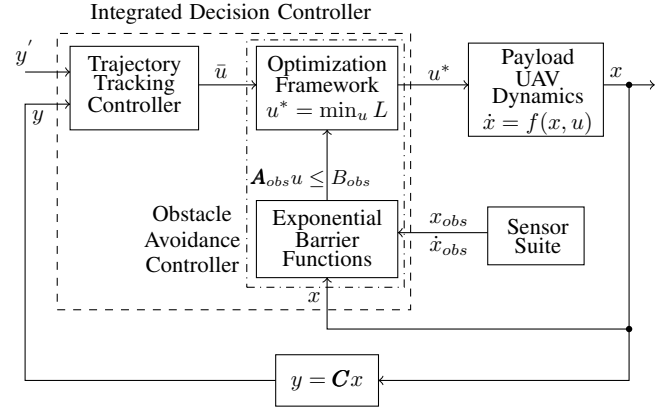 Integrated Decision Controller
y′
y
Trajectory
Tracking
Controller
ū
Optimization
Framework
u* = min_u L
u*
Payload
UAV
Dynamics
ẋ = f(x, u)
x
A_obs u ≤ B_obs
Obstacle
Avoidance
Controller
Exponential
Barrier
Functions
x_obs
ẋ_obs
Sensor
Suite
x
y = Cx